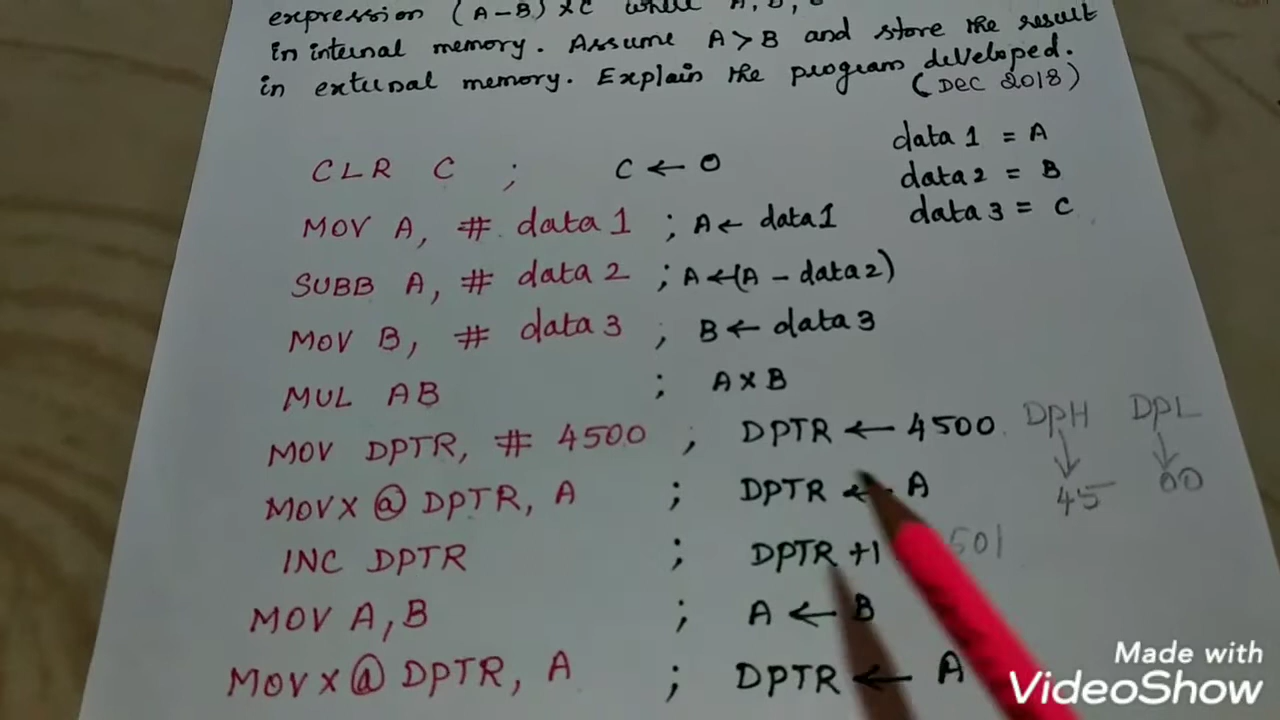 expression (A-B) x C
in internal memory. Assume A > B and store the result
in external memory. Explain the program developed.
(DEC 2018)
data 1 = A
data 2 = B
data 3 = C
CLR C ; C ← 0
MOV A, # data 1 ; A ← data 1
SUBB A, # data 2 ; A ← (A - data 2)
MOV B, # data 3 ; B ← data 3
MUL AB ; A x B
MOV DPTR, # 4500 ; DPTR ← 4500 DPH DPL
MOVX @ DPTR, A ; DPTR ← A 45 00
INC DPTR ; DPTR +1 501
MOV A, B ; A ← B
MOVX @ DPTR, A ; DPTR ← A
Made with
VideoShow